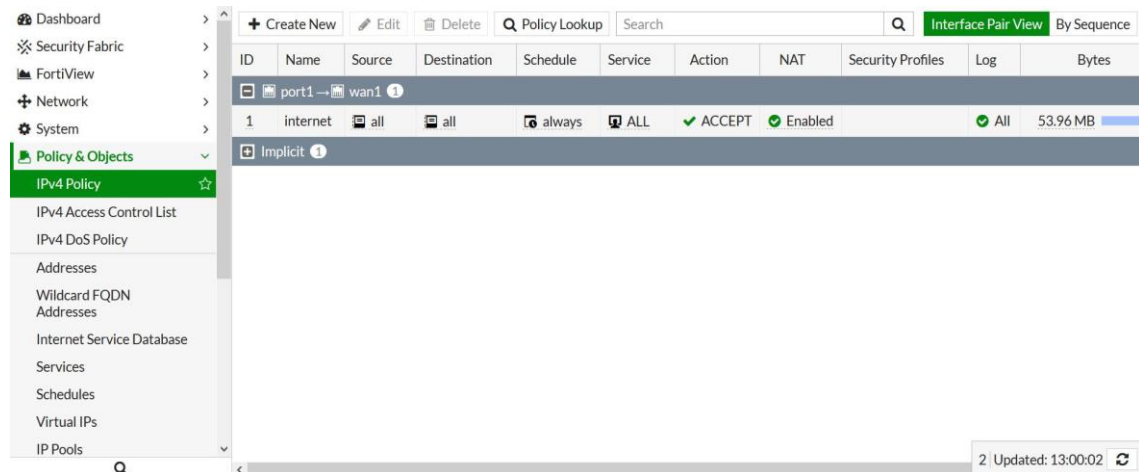 Dashboard
Security Fabric
FortiView
Network
System
Policy & Objects
IPv4 Policy
IPv4 Access Control List
IPv4 DoS Policy
Addresses
Wildcard FQDN
Addresses
Internet Service Database
Services
Schedules
Virtual IPs
IP Pools
+ Create New Edit Delete Policy Lookup Search Interface Pair View By Sequence
ID Name Source Destination Schedule Service Action NAT Security Profiles Log Bytes
port1 → wan1 1
1 internet all all always ALL ACCEPT Enabled All 53.96 MB
Implicit 1
2 Updated: 13:00:02